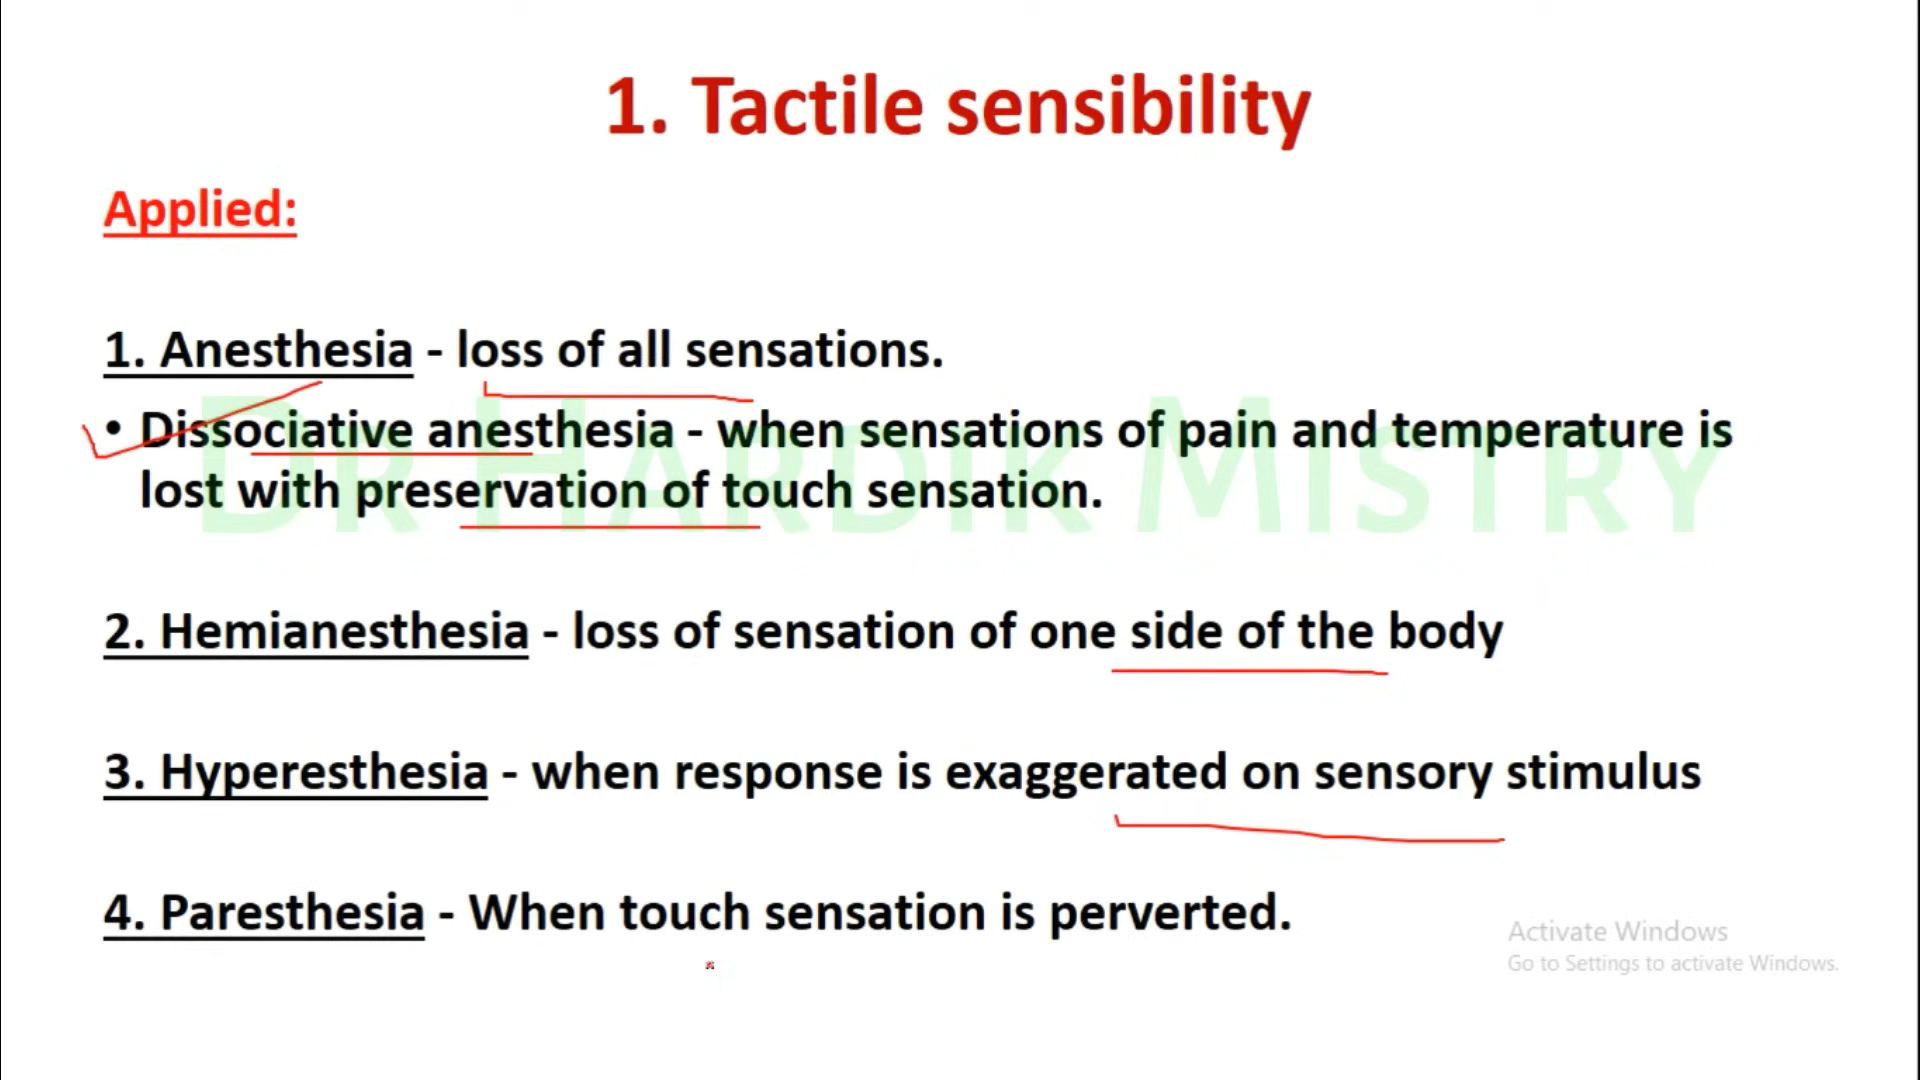 1. Tactile sensibility
Applied:
1. Anesthesia - loss of all sensations.
• Dissociative anesthesia - when sensations of pain and temperature is
lost with preservation of touch sensation.
DR HARDIK MISTRY
2. Hemianesthesia - loss of sensation of one side of the body
3. Hyperesthesia - when response is exaggerated on sensory stimulus
4. Paresthesia - When touch sensation is perverted.
Activate Windows
Go to Settings to activate Windows.